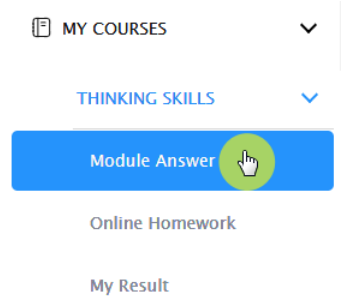 MY COURSES
THINKING SKILLS
Module Answer
Online Homework
My Result